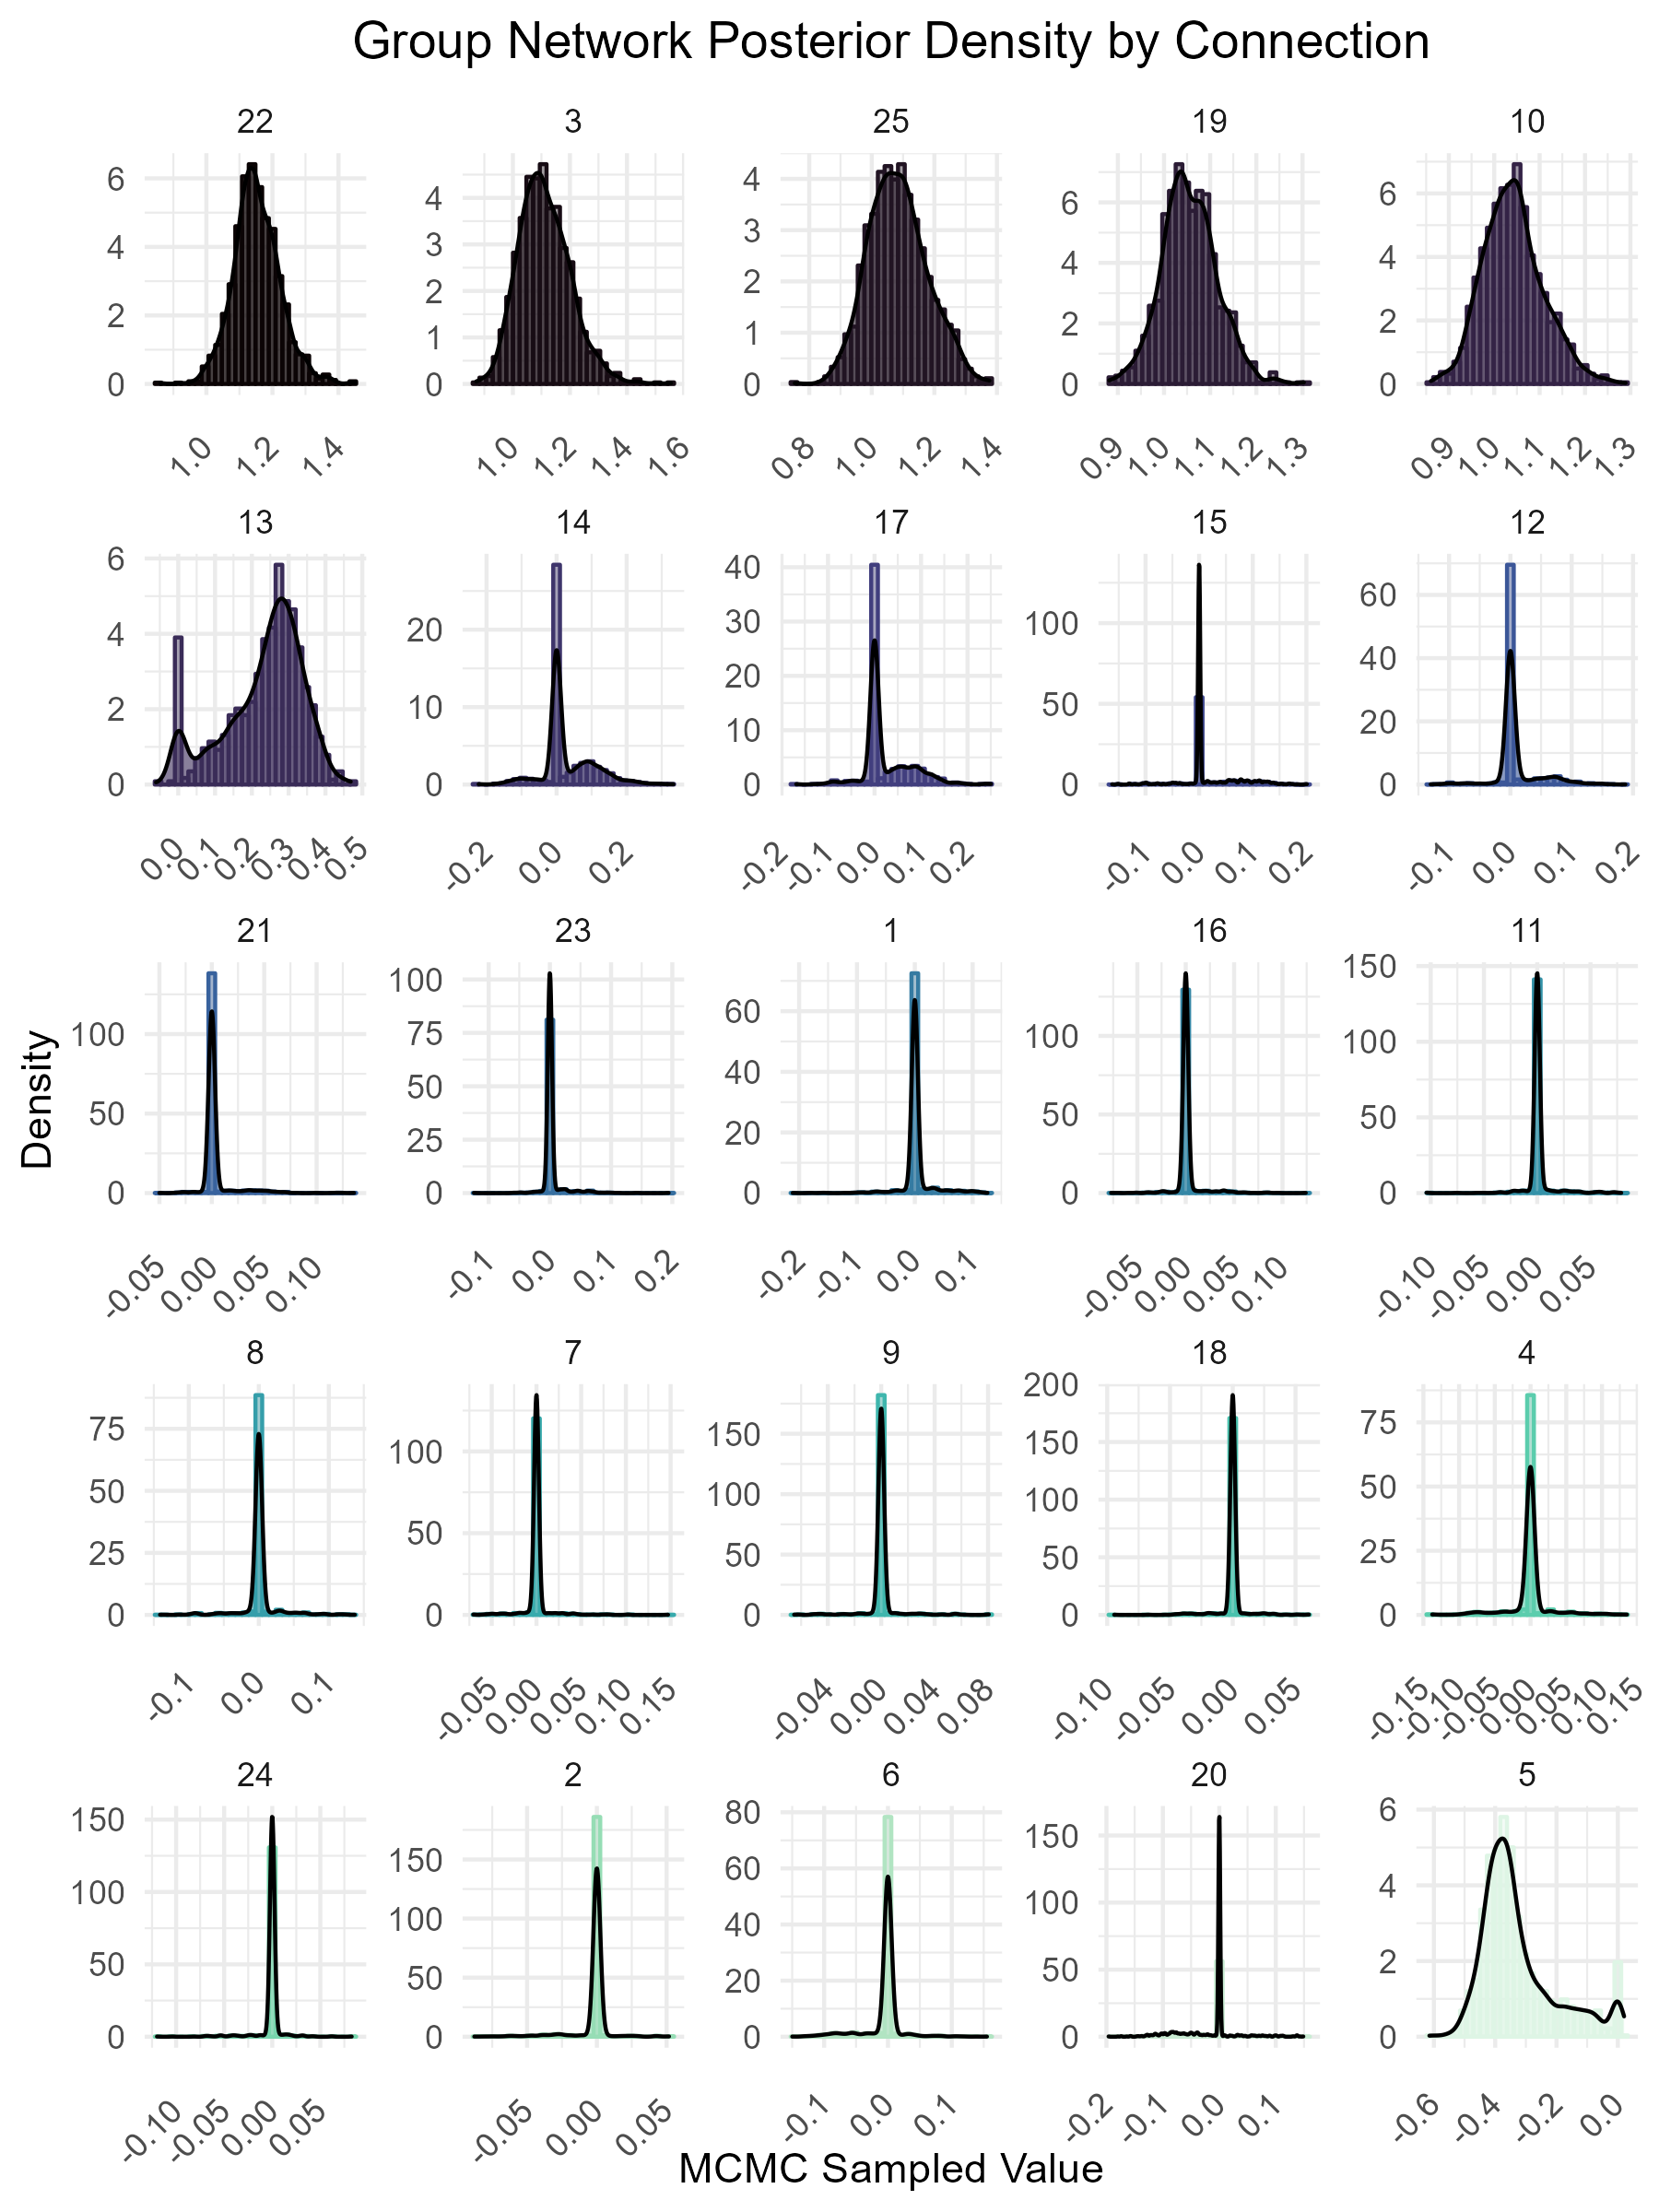 Group Network Posterior Density by Connection
22 3 25 19 10
6 4 2 0
4 3 2 1 0
4 3 2 1 0
6 4 2 0
6 4 2 0
1.0 1.2 1.4
1.0 1.2 1.4 1.6
0.8 1.0 1.2 1.4
0.9 1.0 1.1 1.2 1.3
0.9 1.0 1.1 1.2 1.3
13 14 17 15 12
6 4 2 0
20 10 0
40 30 20 10 0
100 50 0
60 40 20 0
0.0 0.1 0.2 0.3 0.4 0.5
-0.2 0.0 0.2
-0.2 -0.1 0.0 0.1 0.2
-0.1 0.0 0.1 0.2
-0.1 0.0 0.1 0.2
21 23 1 16 11
100 50 0
100 75 50 25 0
60 40 20 0
100 50 0
150 100 50 0
-0.05 0.00 0.05 0.10
-0.1 0.0 0.1 0.2
-0.2 -0.1 0.0 0.1
-0.05 0.00 0.05 0.10
-0.10 -0.05 0.00 0.05
Density
8 7 9 18 4
75 50 25 0
100 50 0
150 100 50 0
200 150 100 50 0
75 50 25 0
-0.1 0.0 0.1
-0.05 0.00 0.05 0.10 0.15
-0.04 0.00 0.04 0.08
-0.10 -0.05 0.00 0.05
-0.15 -0.10 -0.05 0.00 0.05 0.10 0.15
24 2 6 20 5
150 100 50 0
150 100 50 0
80 60 40 20 0
150 100 50 0
6 4 2 0
-0.10 -0.05 0.00 0.05
-0.05 0.00 0.05
-0.1 0.0 0.1
-0.2 -0.1 0.0 0.1
-0.6 -0.4 -0.2 0.0
MCMC Sampled Value